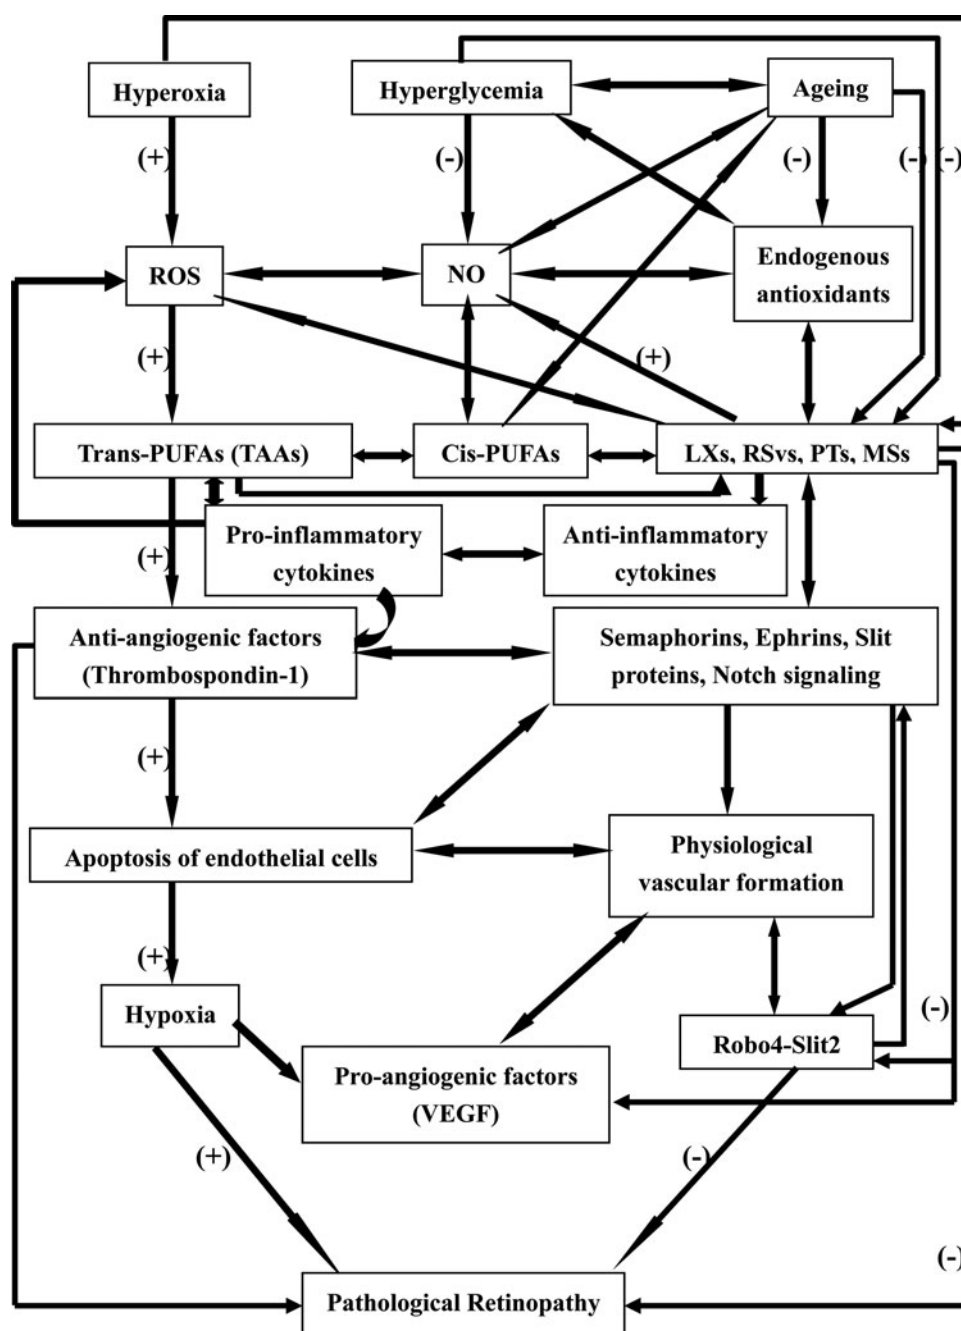 Hyperoxia
Hyperglycemia
Ageing
(+)
(-)
(-)
(-)
(-)
ROS
NO
Endogenous
antioxidants
(+)
(+)
Trans-PUFAs (TAAs)
Cis-PUFAs
LXs, RSvs, PTs, MSs
Pro-inflammatory
cytokines
Anti-inflammatory
cytokines
(+)
Anti-angiogenic factors
(Thrombospondin-1)
Semaphorins, Ephrins, Slit
proteins, Notch signaling
(+)
Apoptosis of endothelial cells
Physiological
vascular formation
(+)
Hypoxia
(-)
Robo4-Slit2
Pro-angiogenic factors
(VEGF)
(+)
(-)
(-)
Pathological Retinopathy